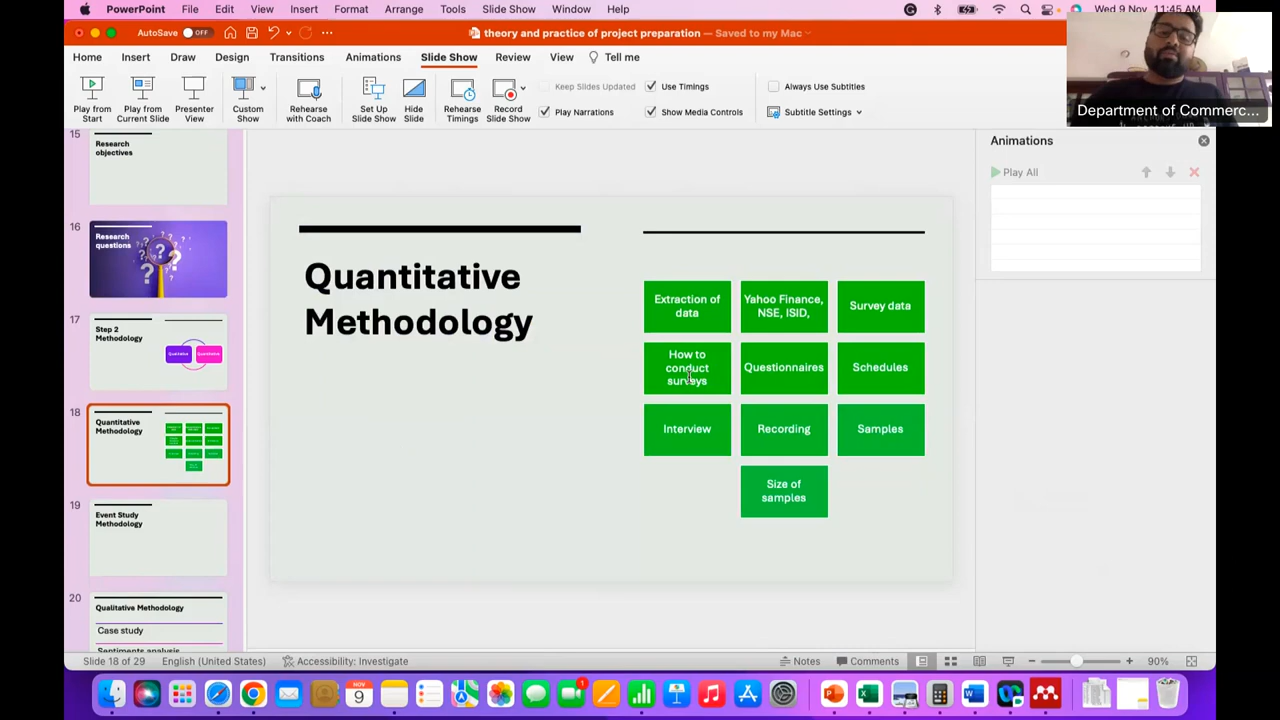 PowerPoint File Edit View Insert Format Arrange Tools Slide Show Window Help
Wed 9 Nov 11:45 AM
AutoSave OFF
theory and practice of project preparation — Saved to my Mac
Home Insert Draw Design Transitions Animations Slide Show Review View Tell me
Play from Start
Play from Current Slide
Presenter View
Custom Show
Rehearse with Coach
Set Up Slide Show
Hide Slide
Rehearse Timings
Record Slide Show
Keep Slides Updated
Use Timings
Play Narrations
Show Media Controls
Always Use Subtitles
Subtitle Settings
Department of Commerc...
Animations
Play All
15
Research
objectives
16
Research
questions
17
Step 2
Methodology
Qualitative
Quantitative
18
Quantitative
Methodology
19
Event Study
Methodology
20
Qualitative Methodology
Case study
Sentiments analysis
Quantitative
Methodology
Extraction of
data
Yahoo Finance,
NSE, ISID,
Survey data
How to
conduct
surveys
Questionnaires
Schedules
Interview
Recording
Samples
Size of
samples
Slide 18 of 29 English (United States) Accessibility: Investigate
Notes Comments 90%
NOV
9
1